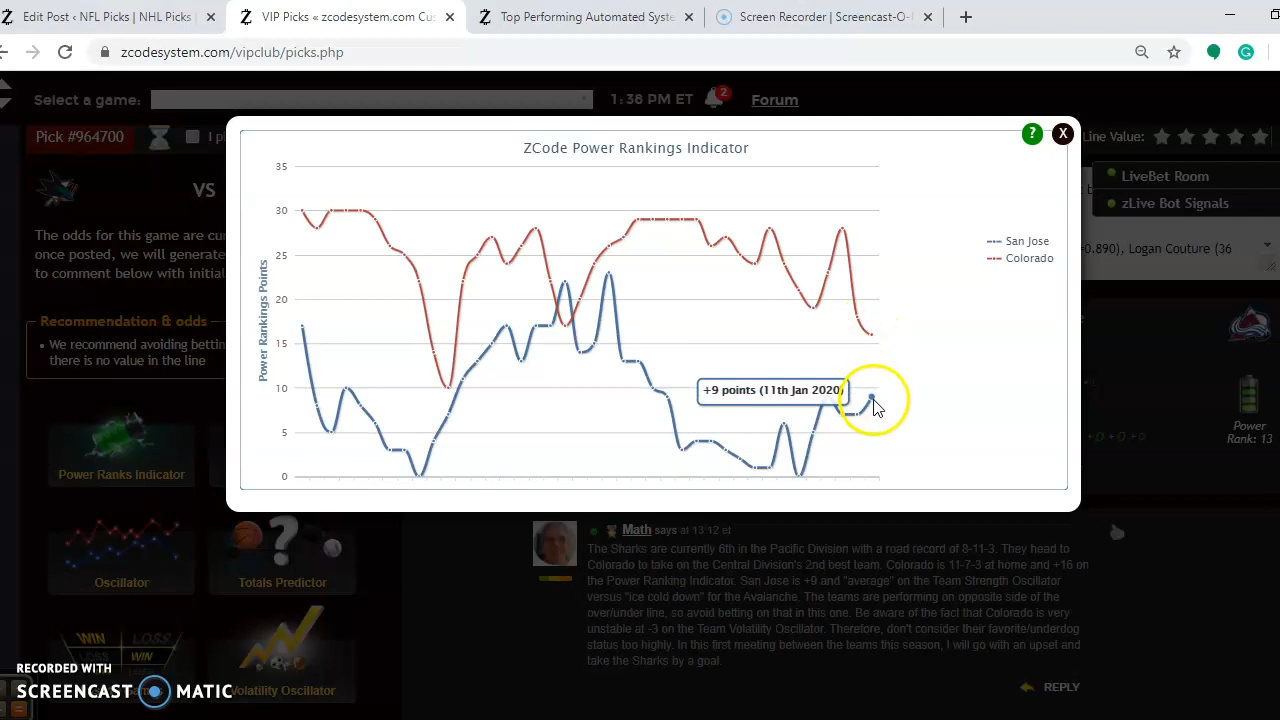 Edit Post ‹ NFL Picks | NHL Picks |
VIP Picks « zcodesystem.com Cus
Top Performing Automated Syste
Screen Recorder | Screencast-O-M
zcodesystem.com/vipclub/picks.php
Select a game:
1:38 PM ET
2
Forum
Pick #964700
Line Value:
VS
LiveBet Room
zLive Bot Signals
The odds for this game are cur
once posted, we will generate
to comment below with initial
=0.890), Logan Couture (36
Recommendation & odds
We recommend avoiding bettin
there is no value in the line
?
X
ZCode Power Rankings Indicator
Power Rankings Points
35
30
25
20
15
10
5
0
San Jose
Colorado
+9 points (11th Jan 2020)
Power
Rank: 13
Power Ranks Indicator
Oscillator
Totals Predictor
WIN
LOSS
WIN
Volatility Oscillator
Math says at 13:12 et
The Sharks are currently 6th in the Pacific Division with a road record of 8-11-3. They head to
Colorado to take on the Central Division's 2nd best team. Colorado is 11-7-3 at home and +16 on
the Power Ranking Indicator. San Jose is +9 and "average" on the Team Strength Oscillator
versus "ice cold down" for the Avalanche. The teams are performing on opposite side of the
over/under line, so avoid betting on that in this one. Be aware of the fact that Colorado is very
unstable at -3 on the Team Volatility Oscillator. Therefore, don't consider their favorite/underdog
status too highly. In this first meeting between the teams this season, I will go with an upset and
take the Sharks by a goal.
REPLY
RECORDED WITH
SCREENCAST MATIC